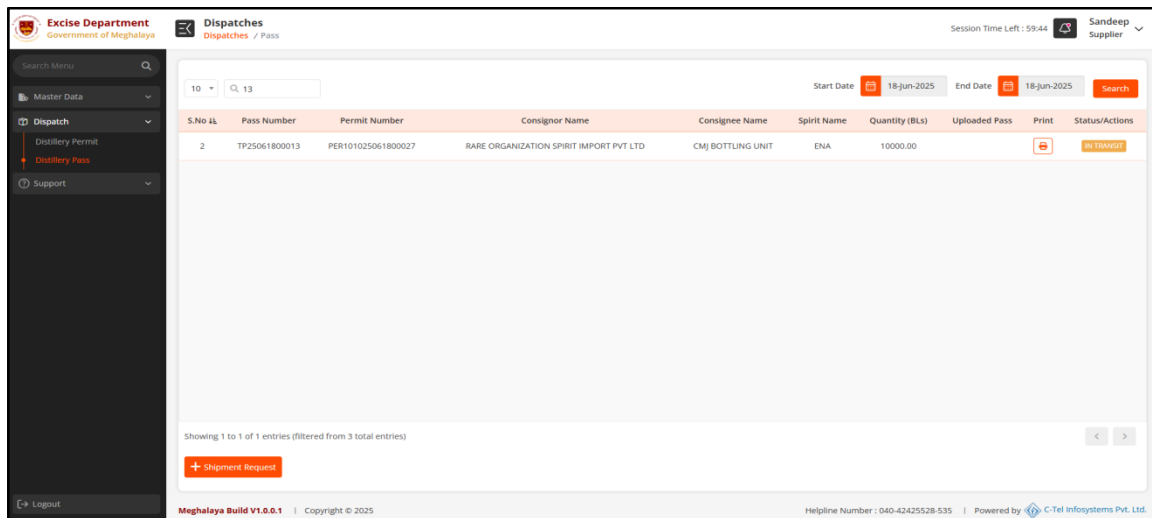 Excise Department
Government of Meghalaya
Dispatches
Dispatches / Pass
Session Time Left : 59:44
Sandeep
Supplier
Search Menu
Master Data
Dispatch
Distillery Permit
Distillery Pass
Support
Logout
10
13
Start Date 18-Jun-2025 End Date 18-Jun-2025 Search
S.No Pass Number Permit Number Consignor Name Consignee Name Spirit Name Quantity (BLs) Uploaded Pass Print Status/Actions
2 TP25061800013 PER101025061800027 RARE ORGANIZATION SPIRIT IMPORT PVT LTD CMJ BOTTLING UNIT ENA 10000.00 IN TRANSIT
Showing 1 to 1 of 1 entries (filtered from 3 total entries)
< >
+ Shipment Request
Meghalaya Build V1.0.0.1 | Copyright © 2025 Helpline Number : 040-42425528-535 | Powered by C-Tel Infosystems Pvt. Ltd.